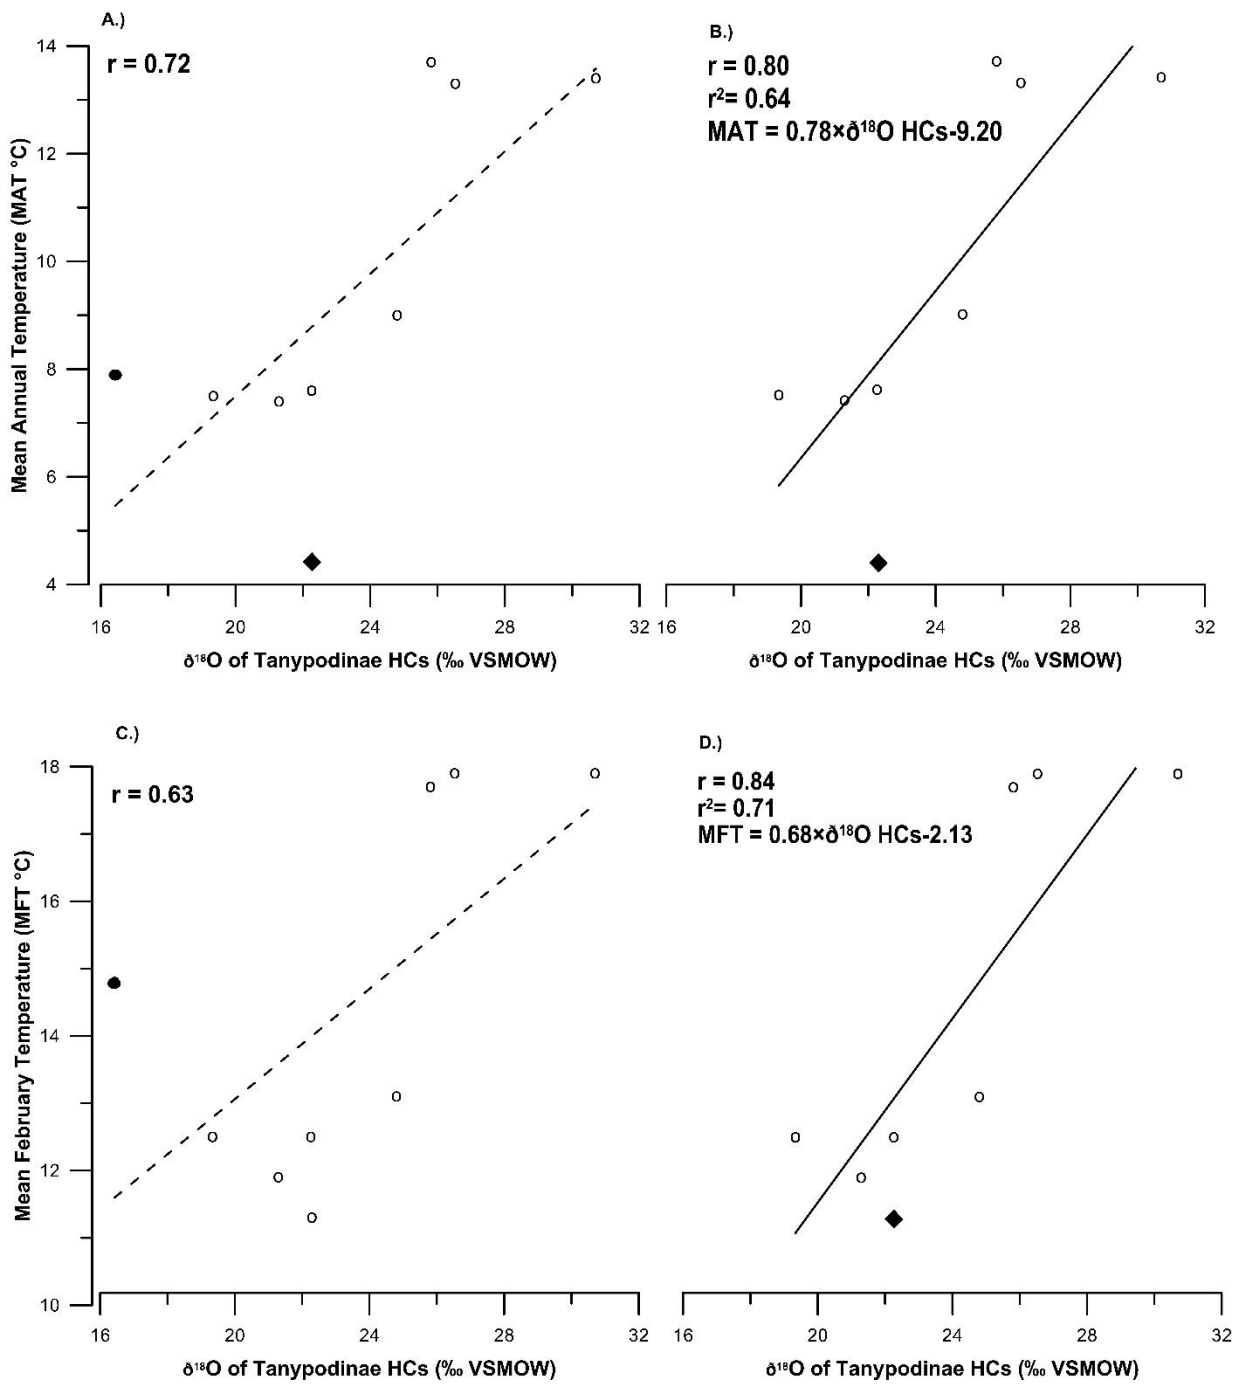 A.)
r = 0.72
Mean Annual Temperature (MAT °C)
14
12
10
8
6
4
16
20
24
28
32
ð¹⁸O of Tanypodinae HCs (‰ VSMOW)
B.)
r = 0.80
r²= 0.64
MAT = 0.78×ð¹⁸O HCs-9.20
16
20
24
28
32
ð¹⁸O of Tanypodinae HCs (‰ VSMOW)
C.)
r = 0.63
Mean February Temperature (MFT °C)
18
16
14
12
10
16
20
24
28
32
ð¹⁸O of Tanypodinae HCs (‰ VSMOW)
D.)
r = 0.84
r²= 0.71
MFT = 0.68×ð¹⁸O HCs-2.13
16
20
24
28
32
ð¹⁸O of Tanypodinae HCs (‰ VSMOW)